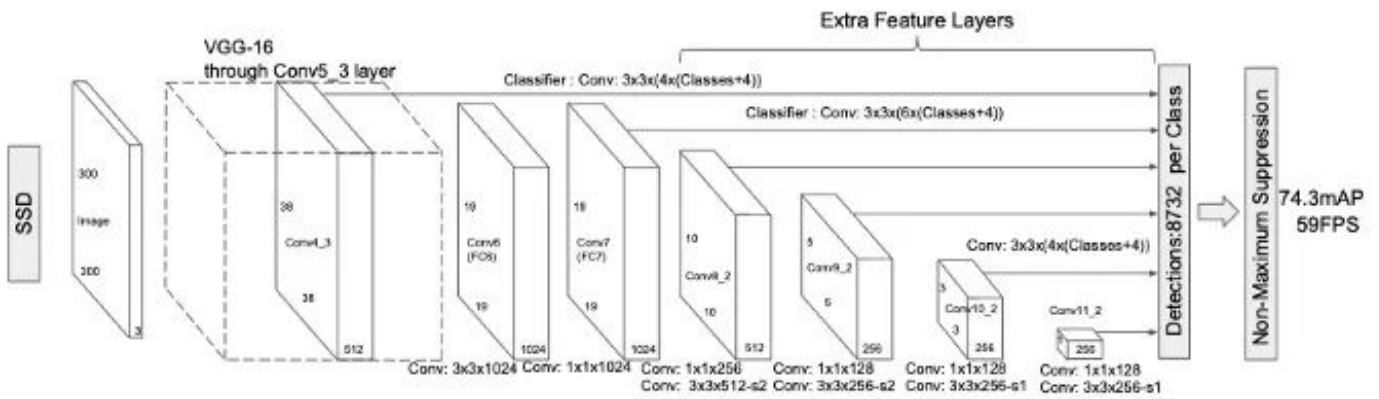 Extra Feature Layers
VGG-16
through Conv5_3 layer
Classifier : Conv: 3x3x(4x(Classes+4))
Classifier : Conv: 3x3x(6x(Classes+4))
SSD
300
Image
300
3
38
Conv4_3
38
512
19
Conv6
(FC6)
19
1024
19
Conv7
(FC7)
19
1024
10
Conv8_2
10
512
5
Conv9_2
5
256
Conv: 3x3x(4x(Classes+4))
3
Conv10_2
3
256
Conv11_2
256
Detections:8732 per Class
Non-Maximum Suppression
74.3mAP
59FPS
Conv: 3x3x1024
Conv: 1x1x1024
Conv: 1x1x256
Conv: 3x3x512-s2
Conv: 1x1x128
Conv: 3x3x256-s2
Conv: 1x1x128
Conv: 3x3x256-s1
Conv: 1x1x128
Conv: 3x3x256-s1